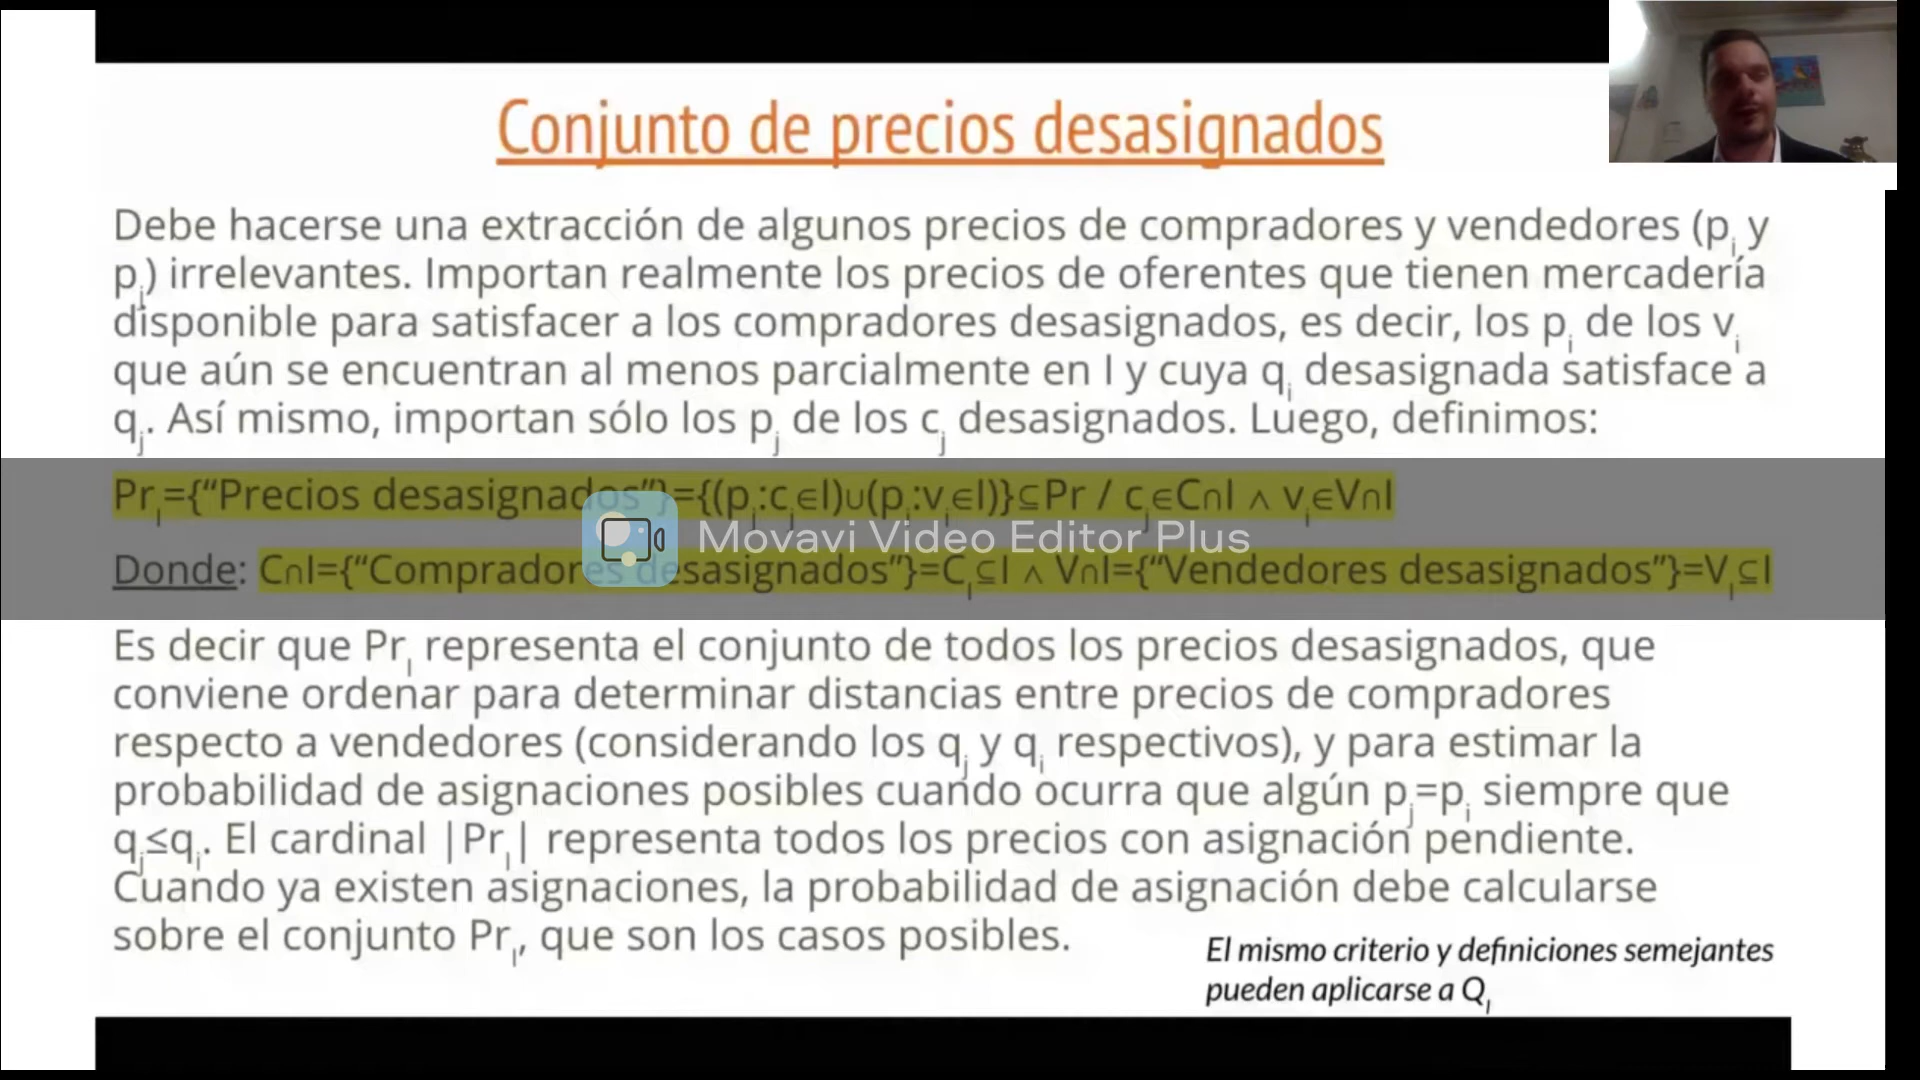 Conjunto de precios desasignados
Debe hacerse una extracción de algunos precios de compradores y vendedores (pⱼ y
pᵢ) irrelevantes. Importan realmente los precios de oferentes que tienen mercadería
disponible para satisfacer a los compradores desasignados, es decir, los pᵢ de los vᵢ
que aún se encuentran al menos parcialmente en I y cuya qᵢ desasignada satisface a
qⱼ. Así mismo, importan sólo los pⱼ de los cⱼ desasignados. Luego, definimos:
Pr_I={“Precios desasignados”}={(pⱼ:cⱼ∈I)∪(pᵢ:vᵢ∈I)}⊆Pr / cⱼ∈C∩I ∧ vᵢ∈V∩I
Movavi Video Editor Plus
Donde: C∩I={“Compradores desasignados”}=C_I⊆I ∧ V∩I={“Vendedores desasignados”}=V_I⊆I
Es decir que Pr_I representa el conjunto de todos los precios desasignados, que
conviene ordenar para determinar distancias entre precios de compradores
respecto a vendedores (considerando los qⱼ y qᵢ respectivos), y para estimar la
probabilidad de asignaciones posibles cuando ocurra que algún pⱼ=pᵢ siempre que
qⱼ≤qᵢ. El cardinal |Pr_I| representa todos los precios con asignación pendiente.
Cuando ya existen asignaciones, la probabilidad de asignación debe calcularse
sobre el conjunto Pr_I, que son los casos posibles.
El mismo criterio y definiciones semejantes
pueden aplicarse a Q_I